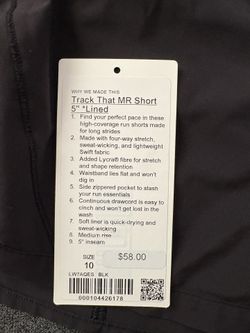 WHY WE MADE THIS
Track That MR Short
5" *Lined
1. Find your perfect pace in these
high-coverage run shorts made
for long strides
2. Made with four-way stretch,
sweat-wicking, and lightweight
Swift fabric
3. Added Lycra® fibre for stretch
and shape retention
4. Waistband lies flat and won't
dig in
5. Side zippered pocket to stash
your run essentials
6. Continuous drawcord is easy to
cinch and won't get lost in the
wash
7. Soft liner is quick-drying and
sweat-wicking
8. Medium rise
9. 5" inseam
SIZE
10
$58.00
LW7AQES BLK
000104426178